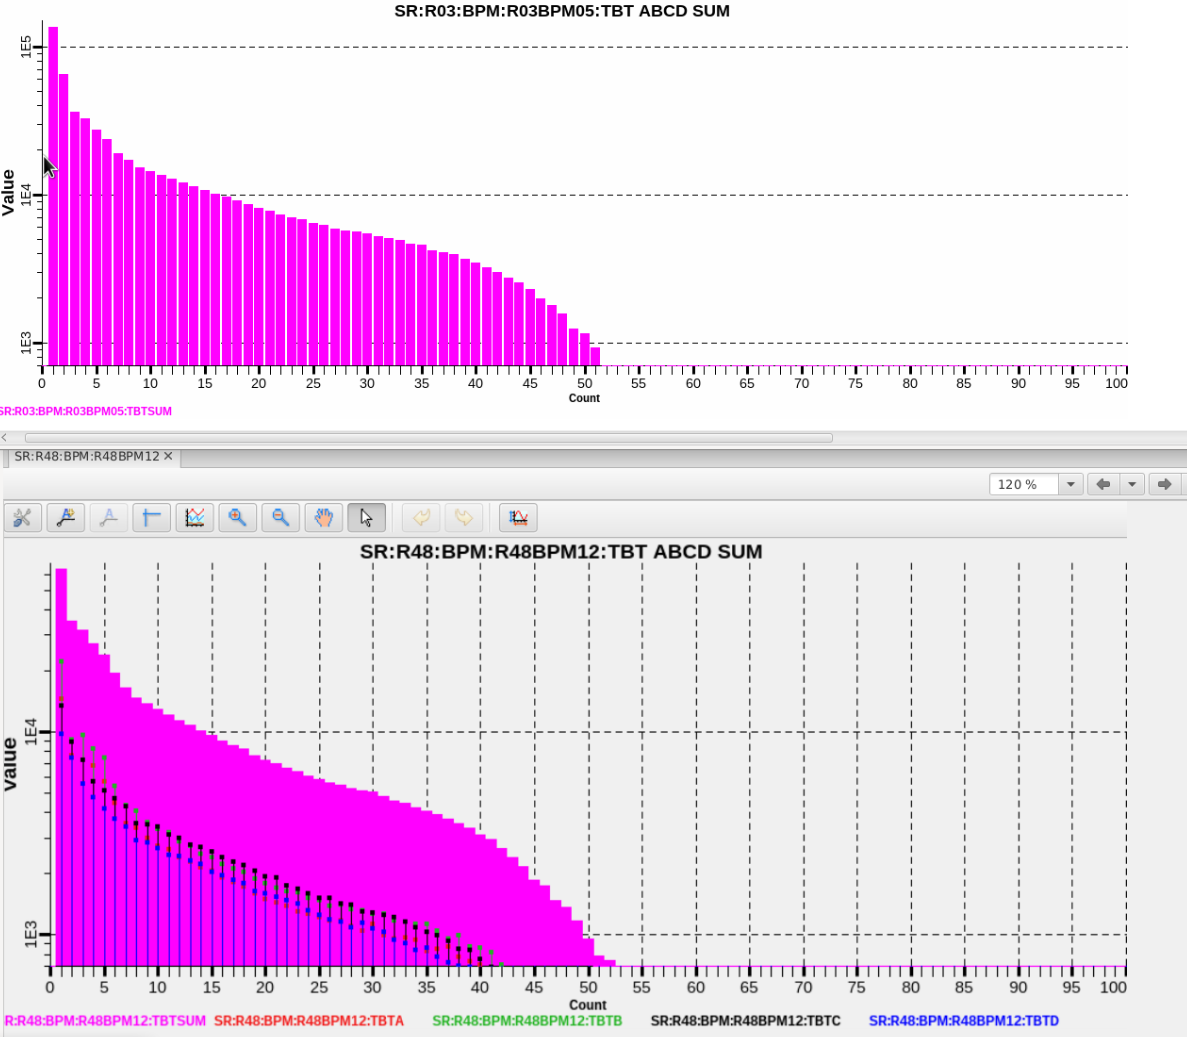 SR:R03:BPM:R03BPM05:TBT ABCD SUM
1E5
1E4
1E3
Value
0 5 10 15 20 25 30 35 40 45 50 55 60 65 70 75 80 85 90 95 100
Count
SR:R03:BPM:R03BPM05:TBTSUM
SR:R48:BPM:R48BPM12 ×
120 %
SR:R48:BPM:R48BPM12:TBT ABCD SUM
1E4
1E3
Value
0 5 10 15 20 25 30 35 40 45 50 55 60 65 70 75 80 85 90 95 100
Count
SR:R48:BPM:R48BPM12:TBTSUM SR:R48:BPM:R48BPM12:TBTA SR:R48:BPM:R48BPM12:TBTB SR:R48:BPM:R48BPM12:TBTC SR:R48:BPM:R48BPM12:TBTD